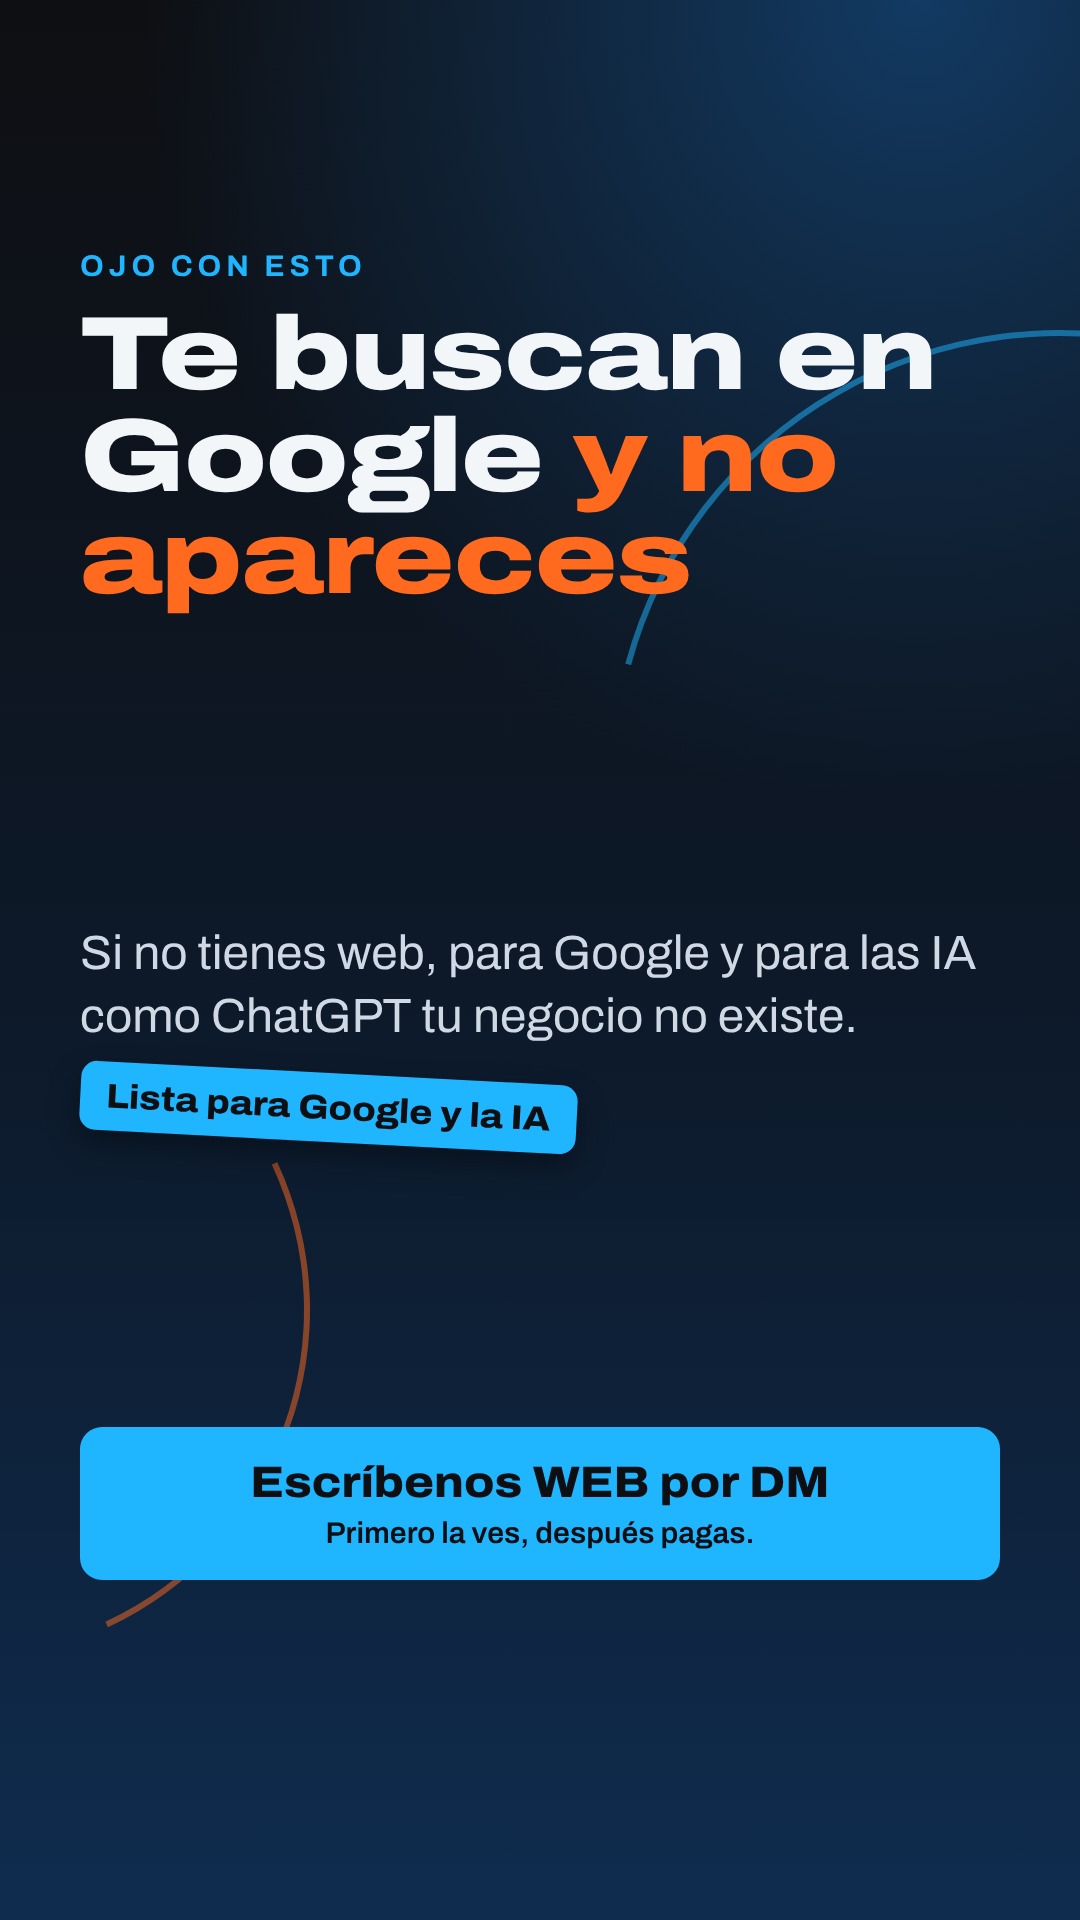 OJO CON ESTO
Te buscan en
Google y no
apareces
Si no tienes web, para Google y para las IA
como ChatGPT tu negocio no existe.
Lista para Google y la IA
Escríbenos WEB por DM
Primero la ves, después pagas.